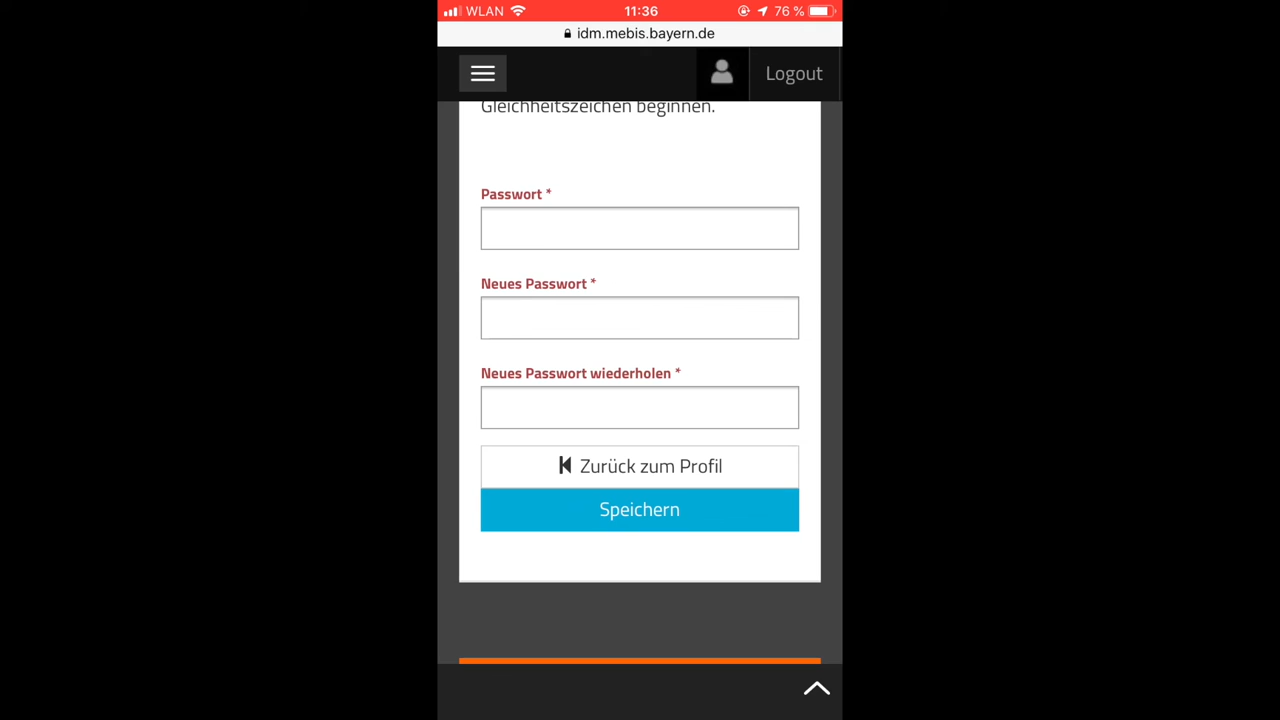 WLAN 11:36 76 %
idm.mebis.bayern.de
Logout
Gleichheitszeichen beginnen.
Passwort *
Neues Passwort *
Neues Passwort wiederholen *
Zurück zum Profil
Speichern